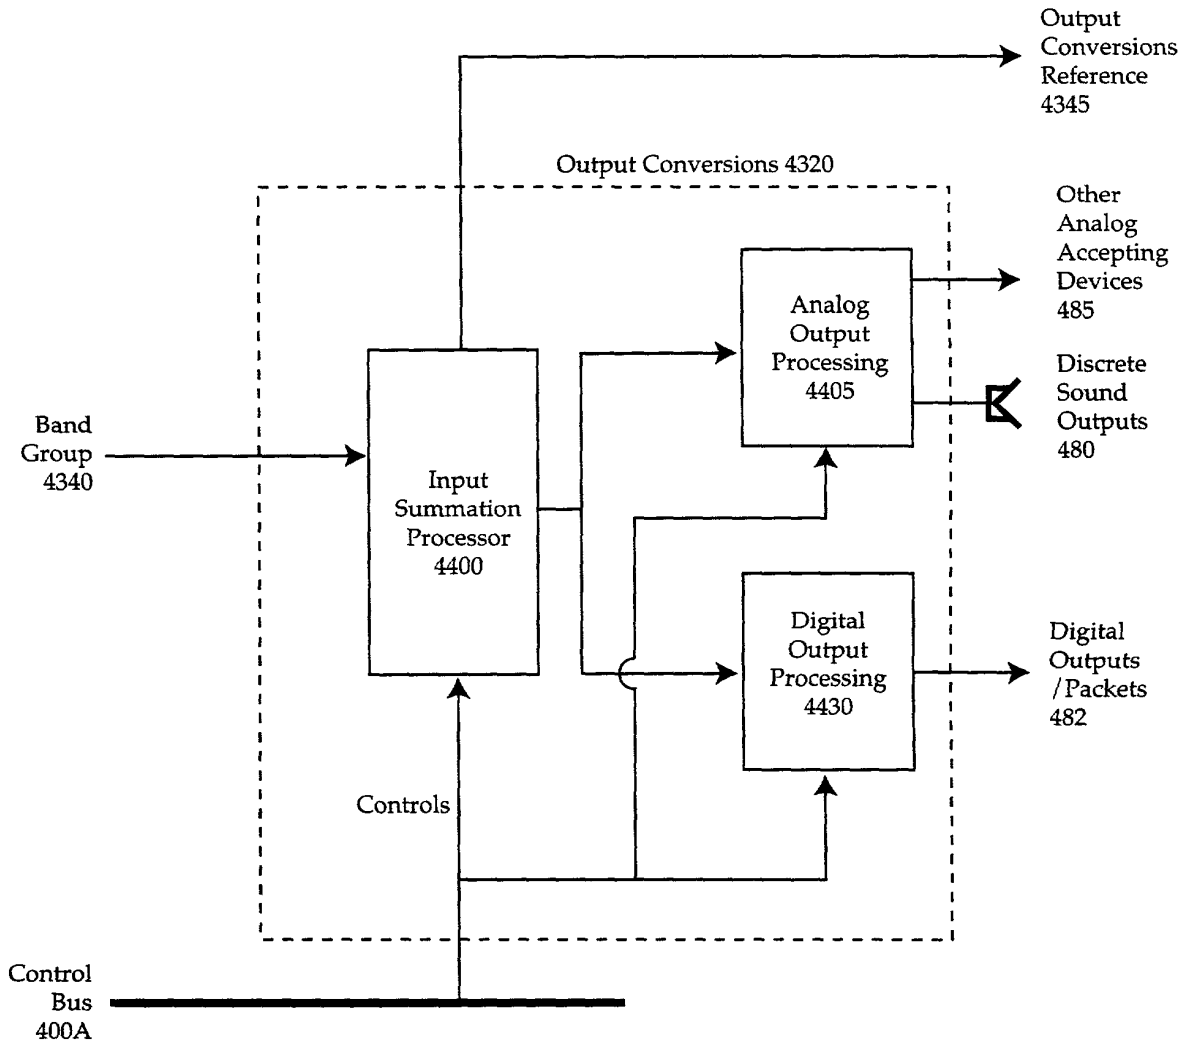 Output
Conversions
Reference
4345
Output Conversions 4320
Other
Analog
Accepting
Devices
485
Analog
Output
Processing
4405
Discrete
Sound
Outputs
480
Band
Group
4340
Input
Summation
Processor
4400
Digital
Output
Processing
4430
Digital
Outputs
/Packets
482
Controls
Control
Bus
400A